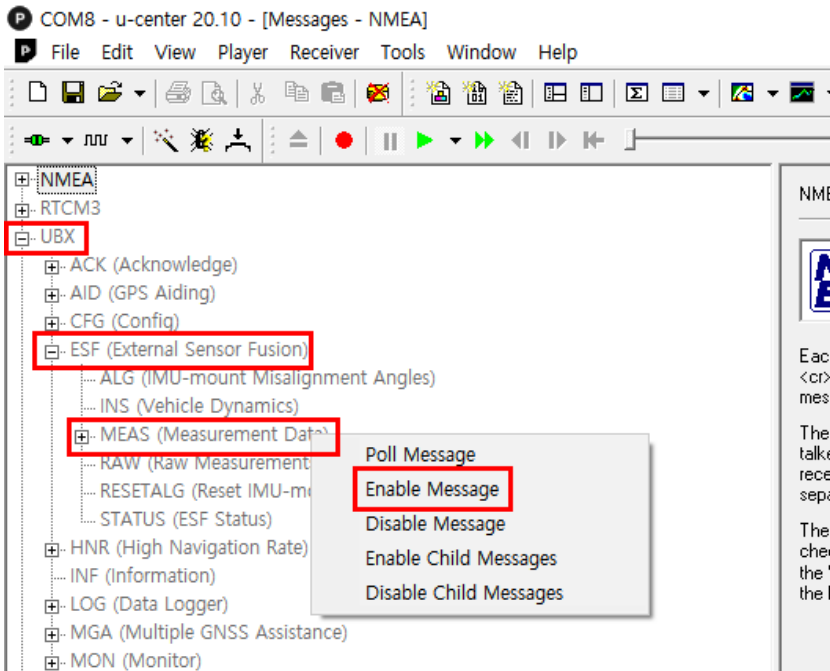 COM8 - u-center 20.10 - [Messages - NMEA]
File Edit View Player Receiver Tools Window Help
NMEA
RTCM3
UBX
ACK (Acknowledge)
AID (GPS Aiding)
CFG (Config)
ESF (External Sensor Fusion)
ALG (IMU-mount Misalignment Angles)
INS (Vehicle Dynamics)
MEAS (Measurement Data)
RAW (Raw Measurement
RESETALG (Reset IMU-m
STATUS (ESF Status)
HNR (High Navigation Rate)
INF (Information)
LOG (Data Logger)
MGA (Multiple GNSS Assistance)
MON (Monitor)
Poll Message
Enable Message
Disable Message
Enable Child Messages
Disable Child Messages
NME
Eac
<cr>
mes
The
talke
rece
sepa
The
chec
the '
the